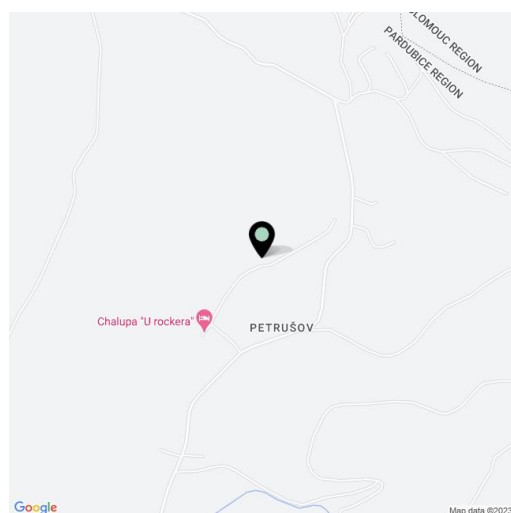 OLOMOUC REGION
PARDUBICE REGION
Chalupa "U rockera"
PETRUŠOV
Google
Map data ©2023